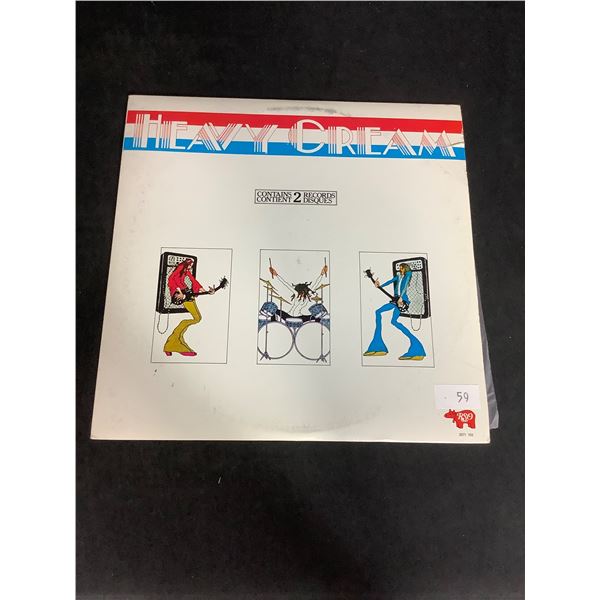 HEAVY CREAM
CONTAINS 2 RECORDS
CONTIENT DISQUES
59
RSO